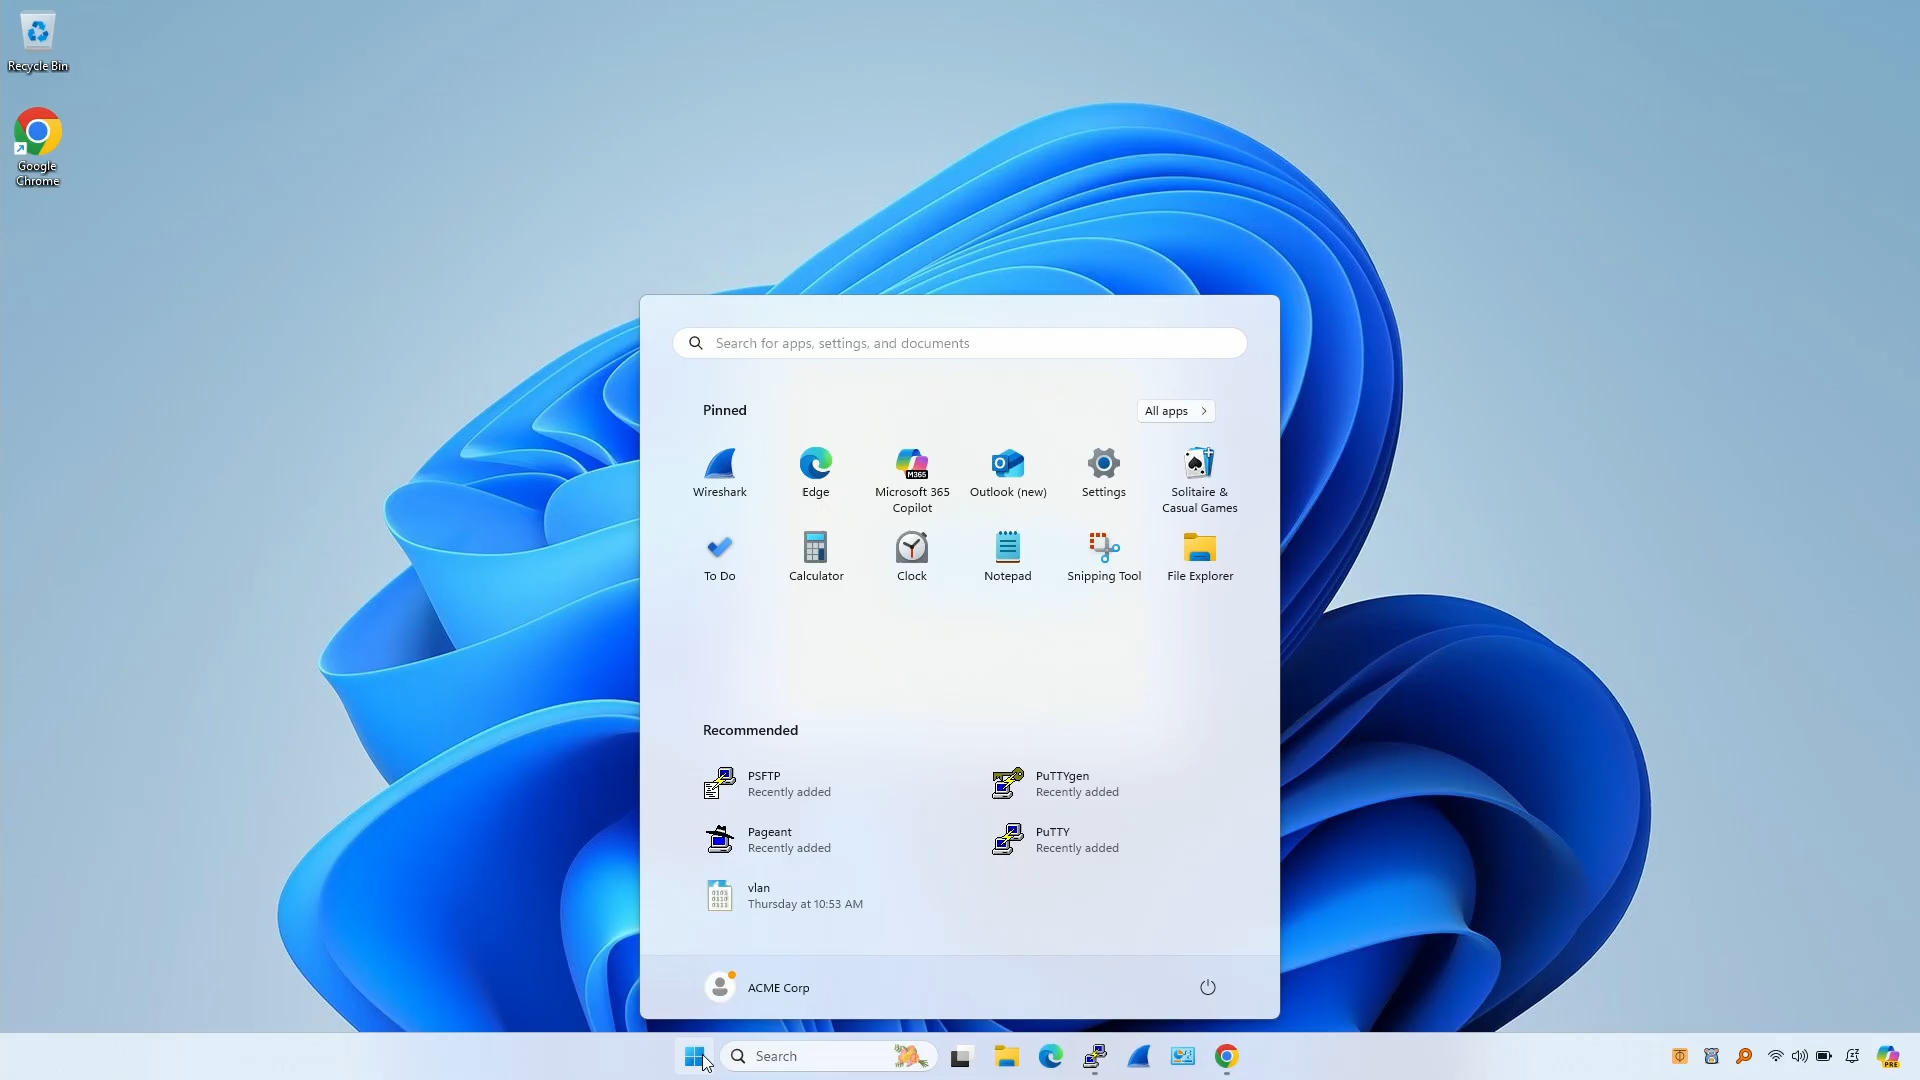 Recycle Bin
Google
Chrome
Search for apps, settings, and documents
Pinned
All apps
Wireshark
Edge
M365
Microsoft 365
Copilot
Outlook (new)
Settings
Solitaire &
Casual Games
To Do
Calculator
Clock
Notepad
Snipping Tool
File Explorer
Recommended
PSFTP
Recently added
PuTTYgen
Recently added
Pageant
Recently added
PuTTY
Recently added
vlan
Thursday at 10:53 AM
ACME Corp
Search
PRE